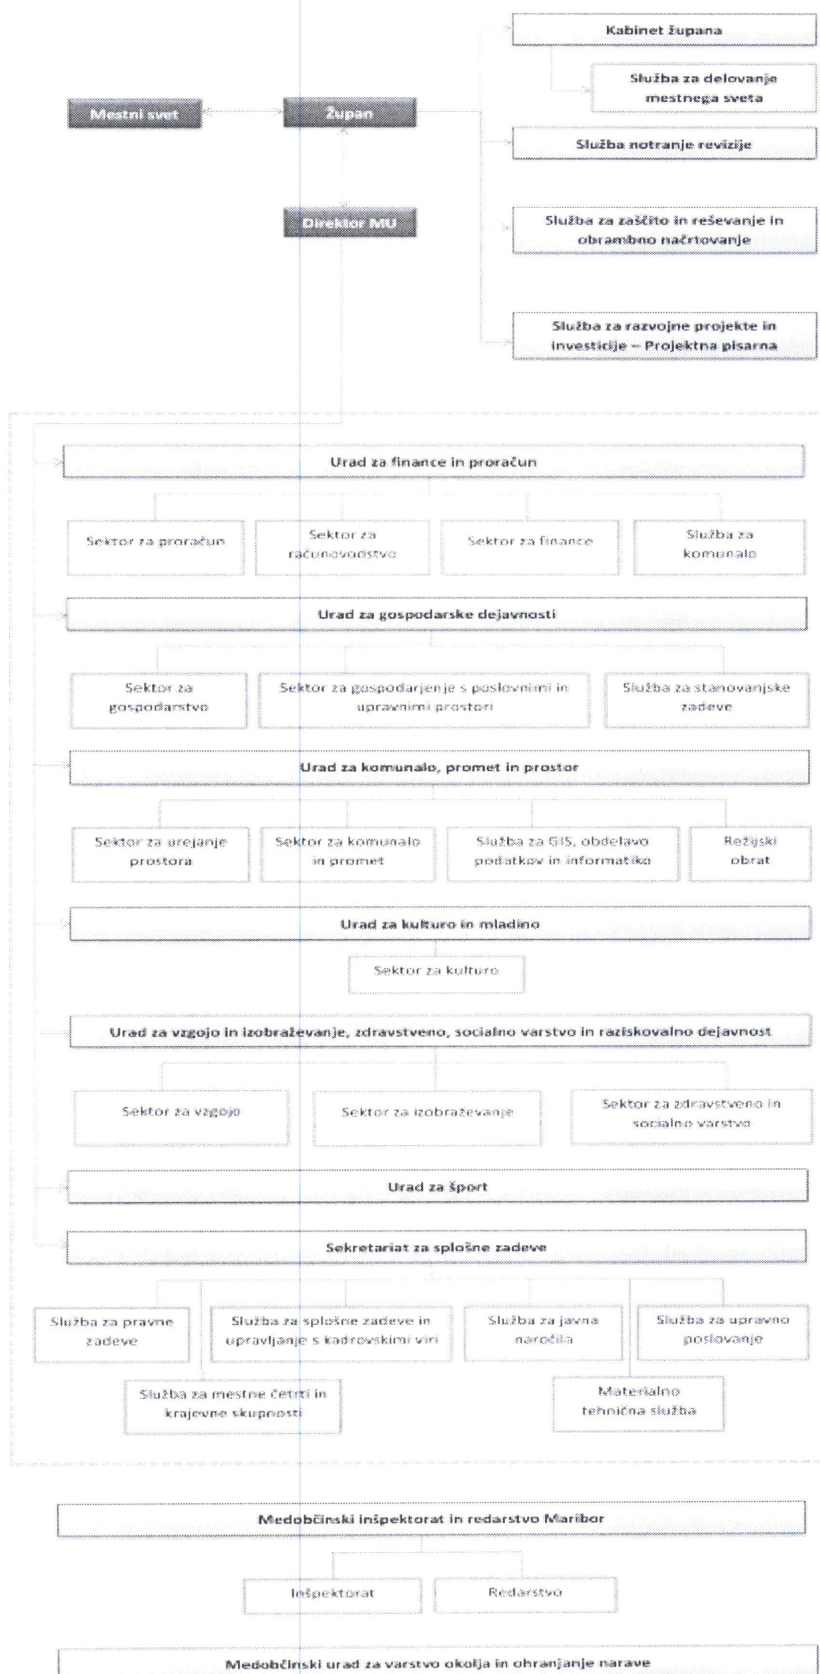 Kabinet župana
Služba za delovanje
mestnega sveta
Mestni svet
Župan
Služba notranje revizije
Direktor MU
Služba za zaščito in reševanje in
obrambno načrtovanje
Služba za razvojne projekte in
investicije – Projektna pisarna
Urad za finance in proračun
Sektor za proračun
Sektor za
računovodstvo
Sektor za finance
Služba za
komunalo
Urad za gospodarske dejavnosti
Sektor za
gospodarstvo
Sektor za gospodarjenje s poslovnimi in
upravnimi prostori
Služba za stanovanjske
zadeve
Urad za komunalo, promet in prostor
Sektor za urejanje
prostora
Sektor za komunalo
in promet
Služba za GIS, obdelavo
podatkov in informatiko
Režijski
obrat
Urad za kulturo in mladino
Sektor za kulturo
Urad za vzgojo in izobraževanje, zdravstveno, socialno varstvo in raziskovalno dejavnost
Sektor za vzgojo
Sektor za izobraževanje
Sektor za zdravstveno in
socialno varstvo
Urad za šport
Sekretariat za splošne zadeve
Služba za pravne
zadeve
Služba za splošne zadeve in
upravljanje s kadrovskimi viri
Služba za javna
naročila
Služba za upravno
poslovanje
Služba za mestne četrti in
krajevne skupnosti
Materialno
tehnična služba
Medobčinski inšpektorat in redarstvo Maribor
Inšpektorat
Redarstvo
Medobčinski urad za varstvo okolja in ohranjanje narave